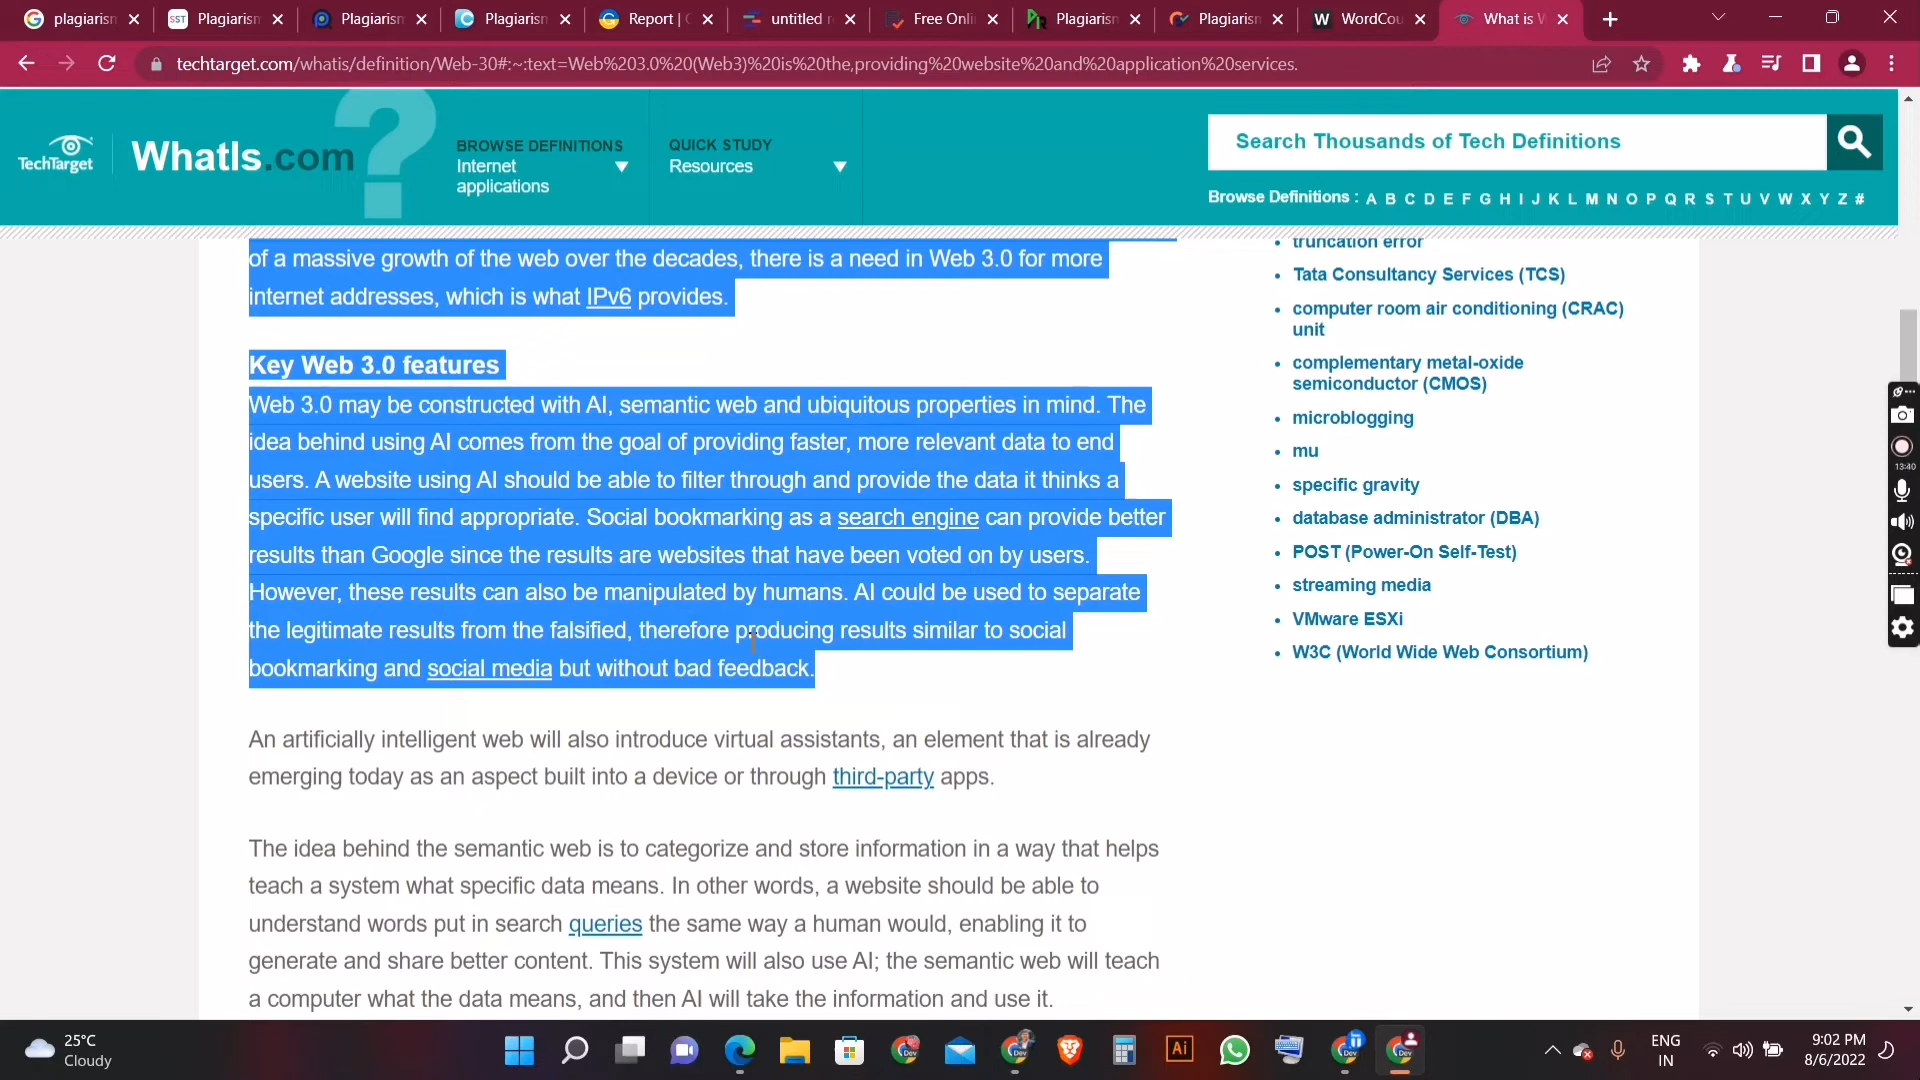 plagiarism
SST Plagiarism
Plagiarism
Plagiarism
Report | G
untitled r
Free Onli
Plagiarism
Plagiarism
W WordCou
What is W
techtarget.com/whatis/definition/Web-30#:~:text=Web%203.0%20(Web3)%20is%20the,providing%20website%20and%20application%20services.
TechTarget
WhatIs.com
?
BROWSE DEFINITIONS
Internet
applications
QUICK STUDY
Resources
Search Thousands of Tech Definitions
Browse Definitions : A B C D E F G H I J K L M N O P Q R S T U V W X Y Z #
of a massive growth of the web over the decades, there is a need in Web 3.0 for more
internet addresses, which is what IPv6 provides.
Key Web 3.0 features
Web 3.0 may be constructed with AI, semantic web and ubiquitous properties in mind. The
idea behind using AI comes from the goal of providing faster, more relevant data to end
users. A website using AI should be able to filter through and provide the data it thinks a
specific user will find appropriate. Social bookmarking as a search engine can provide better
results than Google since the results are websites that have been voted on by users.
However, these results can also be manipulated by humans. AI could be used to separate
the legitimate results from the falsified, therefore producing results similar to social
bookmarking and social media but without bad feedback.
An artificially intelligent web will also introduce virtual assistants, an element that is already
emerging today as an aspect built into a device or through third-party apps.
The idea behind the semantic web is to categorize and store information in a way that helps
teach a system what specific data means. In other words, a website should be able to
understand words put in search queries the same way a human would, enabling it to
generate and share better content. This system will also use AI; the semantic web will teach
a computer what the data means, and then AI will take the information and use it.
truncation error
Tata Consultancy Services (TCS)
computer room air conditioning (CRAC)
unit
complementary metal-oxide
semiconductor (CMOS)
microblogging
mu
specific gravity
database administrator (DBA)
POST (Power-On Self-Test)
streaming media
VMware ESXi
W3C (World Wide Web Consortium)
13:40
25°C
Cloudy
Dev
Dev
Ai
Dev
Dev
ENG
IN
9:02 PM
8/6/2022